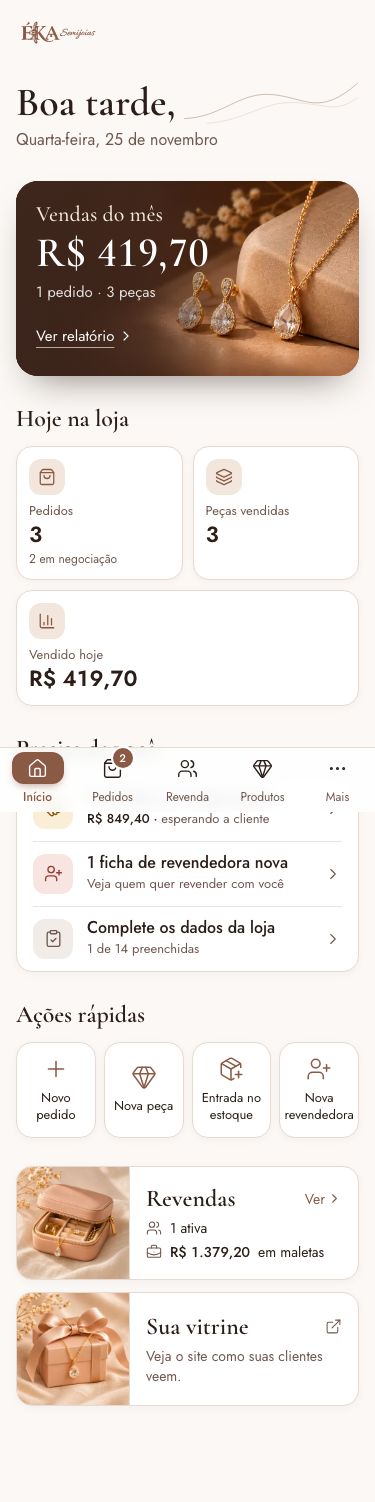 ÉKA Semijoias
Boa tarde,
Quarta-feira, 25 de novembro
Vendas do mês
R$ 419,70
1 pedido · 3 peças
Ver relatório
Hoje na loja
Pedidos
3
2 em negociação
Peças vendidas
3
Vendido hoje
R$ 419,70
2
Início
Pedidos
Revenda
Produtos
Mais
R$ 849,40 · esperando a cliente
1 ficha de revendedora nova
Veja quem quer revender com você
Complete os dados da loja
1 de 14 preenchidas
Ações rápidas
Novo
pedido
Nova peça
Entrada no
estoque
Nova
revendedora
Revendas
Ver
1 ativa
R$ 1.379,20 em maletas
Sua vitrine
Veja o site como suas clientes
veem.